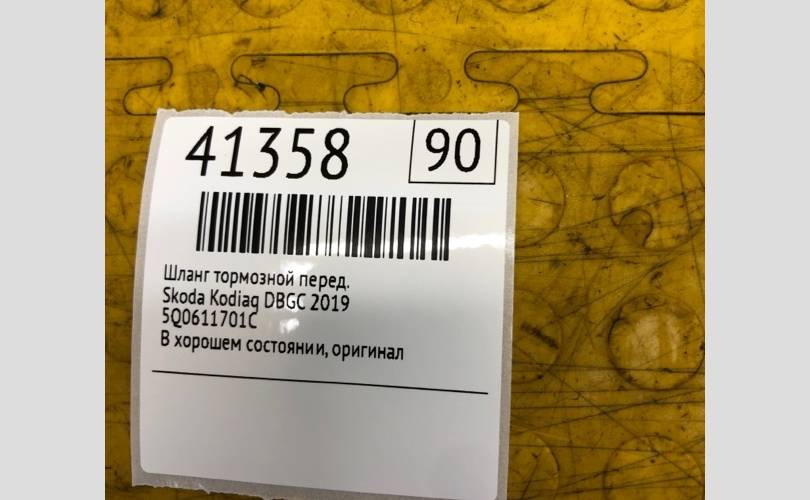 41358
90
Шланг тормозной перед.
Skoda Kodiaq DBGC 2019
5Q0611701C
В хорошем состоянии, оригинал